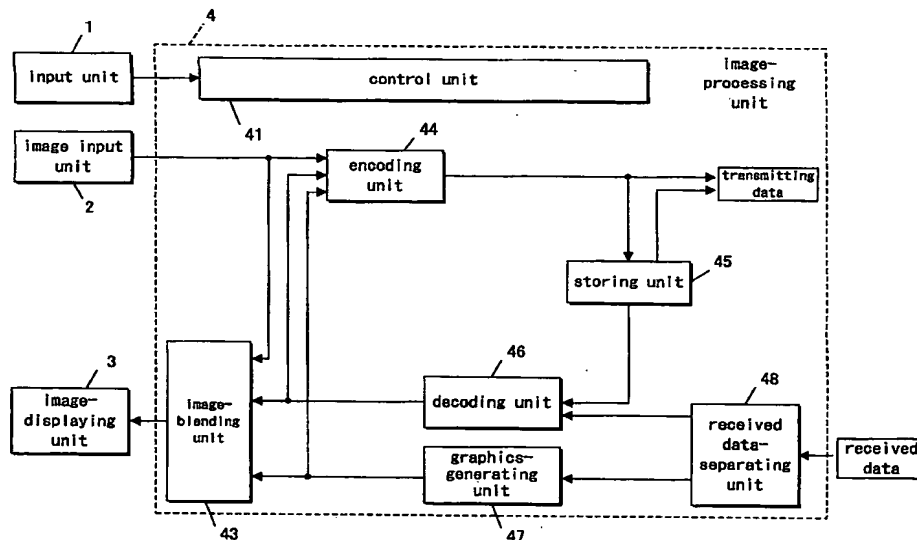 1
4
input unit
control unit
image-
processing
unit
41
44
image input
unit
encoding
unit
transmitting
data
2
45
storing unit
3
46
48
image-
displaying
unit
image-
blending
unit
decoding unit
received
data-
separating
unit
received
data
graphics-
generating
unit
43
47